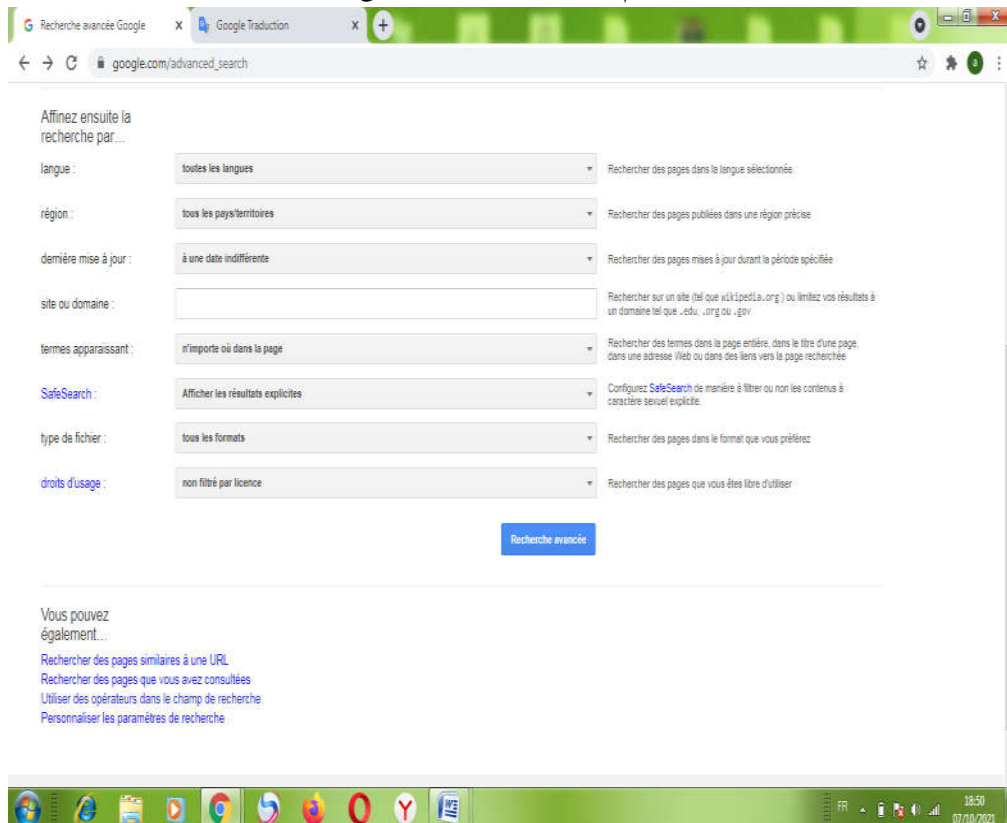 Recherche avancée Google
Google Traduction
google.com/advanced_search
a
Affinez ensuite la
recherche par...
langue :
toutes les langues
Rechercher des pages dans la langue sélectionnée
région :
tous les pays/territoires
Rechercher des pages publiées dans une région précise
dernière mise à jour :
à une date indifférente
Rechercher des pages mises à jour durant la période spécifiée
site ou domaine :
Rechercher sur un site (tel que wikipedia.org ) ou limitez vos résultats à
un domaine tel que .edu, .org ou .gov
termes apparaissant :
n'importe où dans la page
Rechercher des termes dans la page entière, dans le titre d'une page,
dans une adresse Web ou dans des liens vers la page recherchée
SafeSearch :
Afficher les résultats explicites
Configurez SafeSearch de manière à filtrer ou non les contenus à
caractère sexuel explicite.
type de fichier :
tous les formats
Rechercher des pages dans le format que vous préférez
droits d'usage :
non filtré par licence
Rechercher des pages que vous êtes libre d'utiliser
Recherche avancée
Vous pouvez
également...
Rechercher des pages similaires à une URL
Rechercher des pages que vous avez consultées
Utiliser des opérateurs dans le champ de recherche
Personnaliser les paramètres de recherche
FR
18:50
07/10/2021